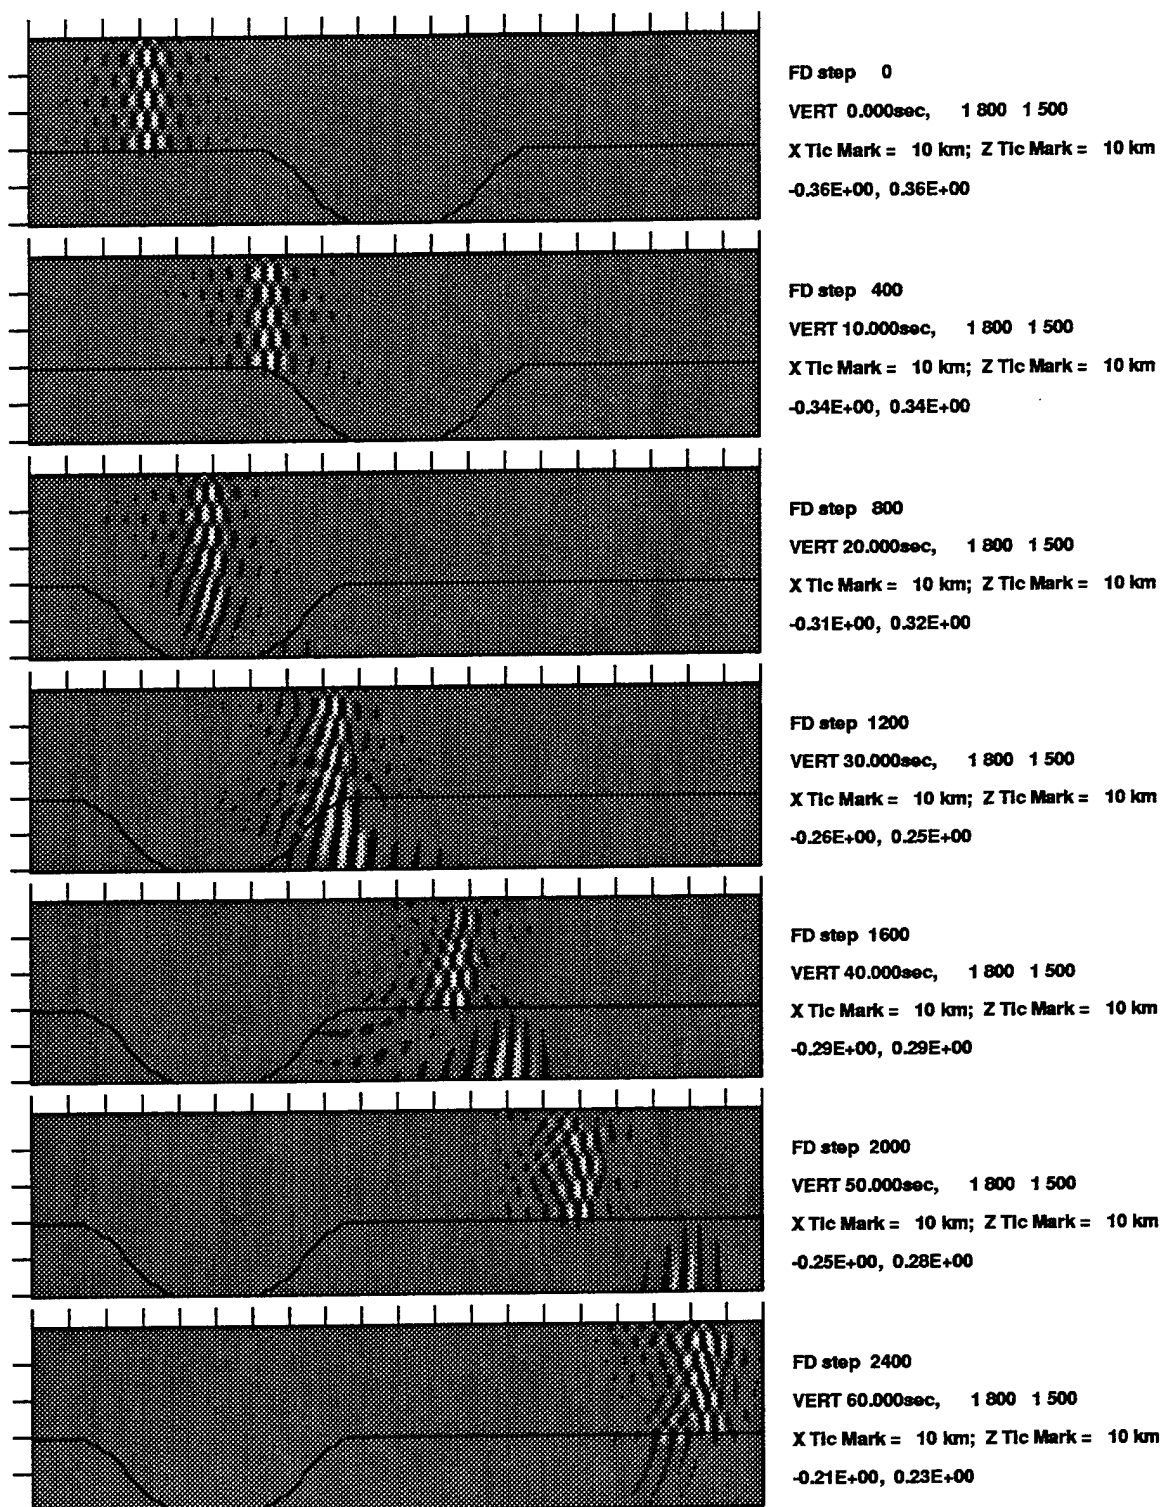 FD step 0
VERT 0.000sec, 1 800 1 500
X Tic Mark = 10 km; Z Tic Mark = 10 km
-0.36E+00, 0.36E+00
FD step 400
VERT 10.000sec, 1 800 1 500
X Tic Mark = 10 km; Z Tic Mark = 10 km
-0.34E+00, 0.34E+00
FD step 800
VERT 20.000sec, 1 800 1 500
X Tic Mark = 10 km; Z Tic Mark = 10 km
-0.31E+00, 0.32E+00
FD step 1200
VERT 30.000sec, 1 800 1 500
X Tic Mark = 10 km; Z Tic Mark = 10 km
-0.26E+00, 0.25E+00
FD step 1600
VERT 40.000sec, 1 800 1 500
X Tic Mark = 10 km; Z Tic Mark = 10 km
-0.29E+00, 0.29E+00
FD step 2000
VERT 50.000sec, 1 800 1 500
X Tic Mark = 10 km; Z Tic Mark = 10 km
-0.25E+00, 0.28E+00
FD step 2400
VERT 60.000sec, 1 800 1 500
X Tic Mark = 10 km; Z Tic Mark = 10 km
-0.21E+00, 0.23E+00